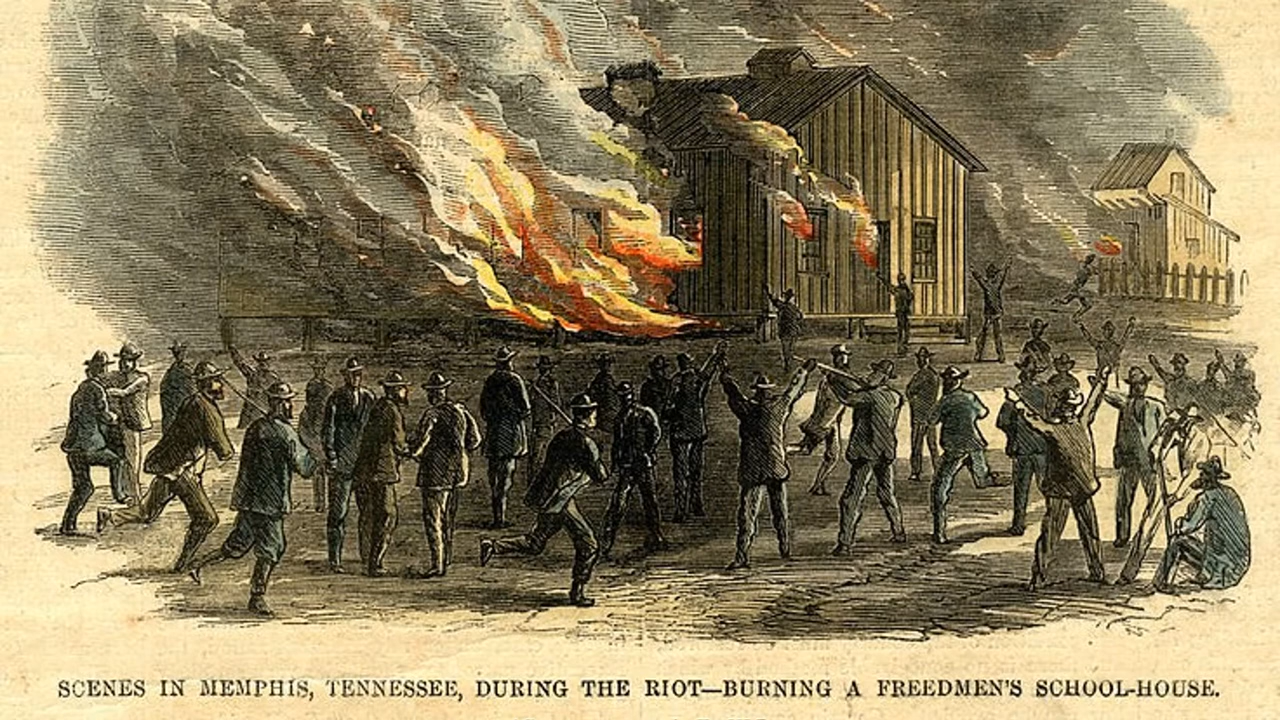 SCENES IN MEMPHIS, TENNESSEE, DURING THE RIOT—BURNING A FREEDMEN'S SCHOOL-HOUSE.